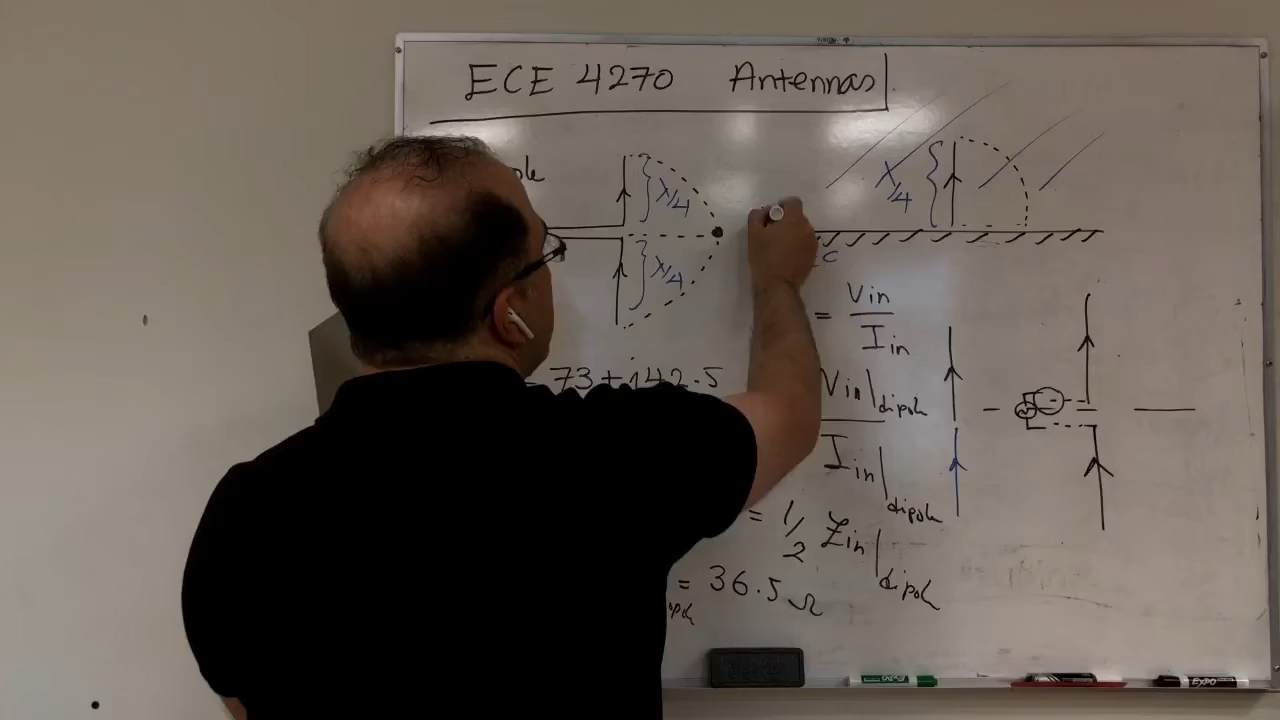 ECE 4270 Antennas
λ/4
λ/4
λ/4
= Vin / Iin
73 + j42.5
Vin|dipole
Iin|dipole
= 1/2 Zin|dipole
= 36.5 Ω
EXPO